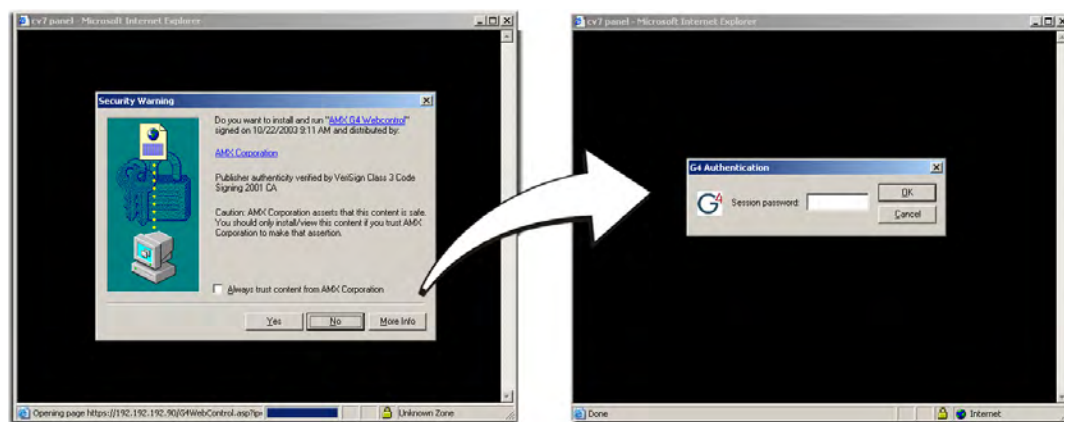 cv7 panel - Microsoft Internet Explorer
Security Warning
Do you want to install and run "AMX G4 Webcontrol"
signed on 10/22/2003 9:11 AM and distributed by:
AMX Corporation
Publisher authenticity verified by VeriSign Class 3 Code
Signing 2001 CA
Caution: AMX Corporation asserts that this content is safe.
You should only install/view this content if you trust AMX
Corporation to make that assertion.
Always trust content from AMX Corporation
Yes
No
More Info
Opening page https://192.192.192.90/G4WebControl.asp?ip=
Unknown Zone
cv7 panel - Microsoft Internet Explorer
G4 Authentication
G4
Session password:
OK
Cancel
Done
Internet